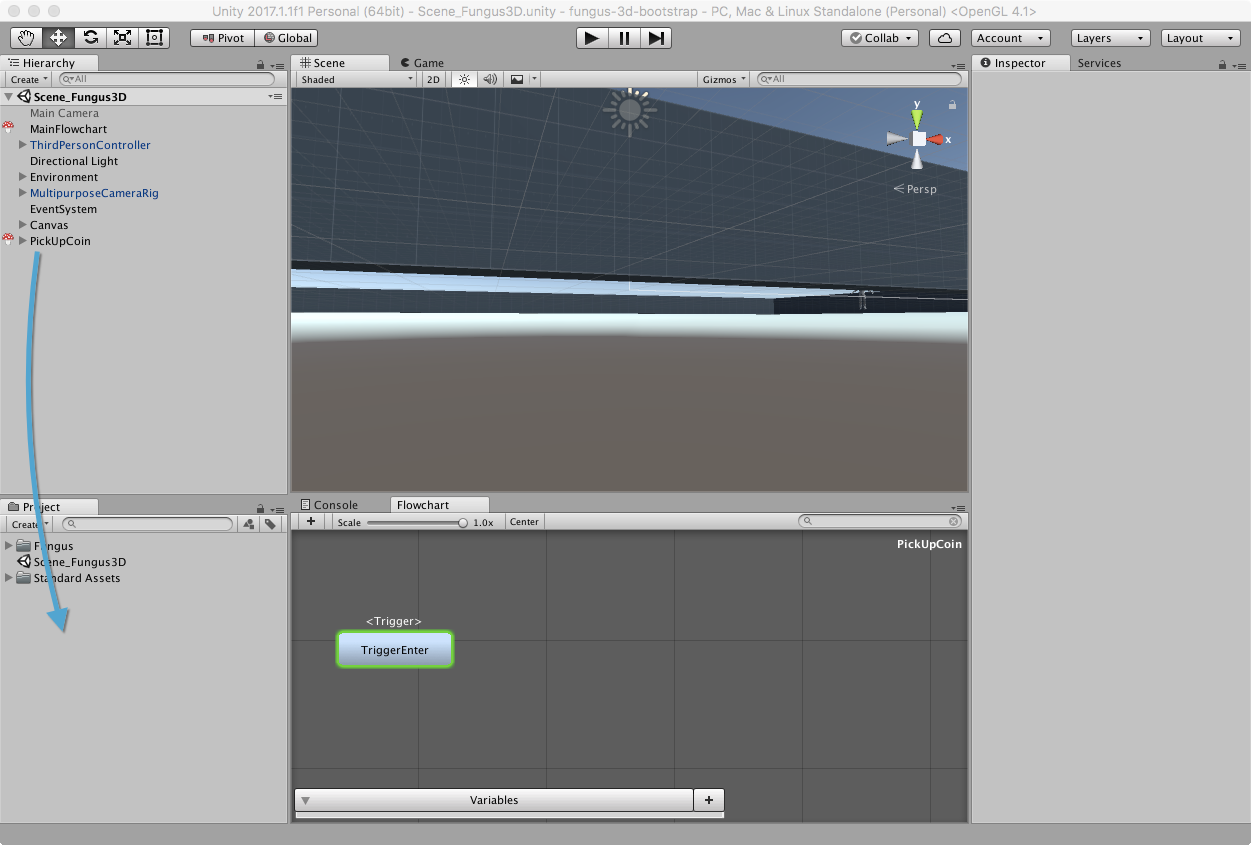 Unity 2017.1.1f1 Personal (64bit) - Scene_Fungus3D.unity - fungus-3d-bootstrap - PC, Mac & Linux Standalone (Personal) <OpenGL 4.1>
Pivot Global Collab Account Layers Layout
Hierarchy Scene Game Inspector Services
Create All Shaded 2D Gizmos All
Scene_Fungus3D
Main Camera
MainFlowchart
ThirdPersonController
Directional Light
Environment
MultipurposeCameraRig
EventSystem
Canvas
PickUpCoin
y
x
Persp
Project Console Flowchart
Create Scale 1.0x Center
Fungus
Scene_Fungus3D
Standard Assets
PickUpCoin
<Trigger>
TriggerEnter
Variables +